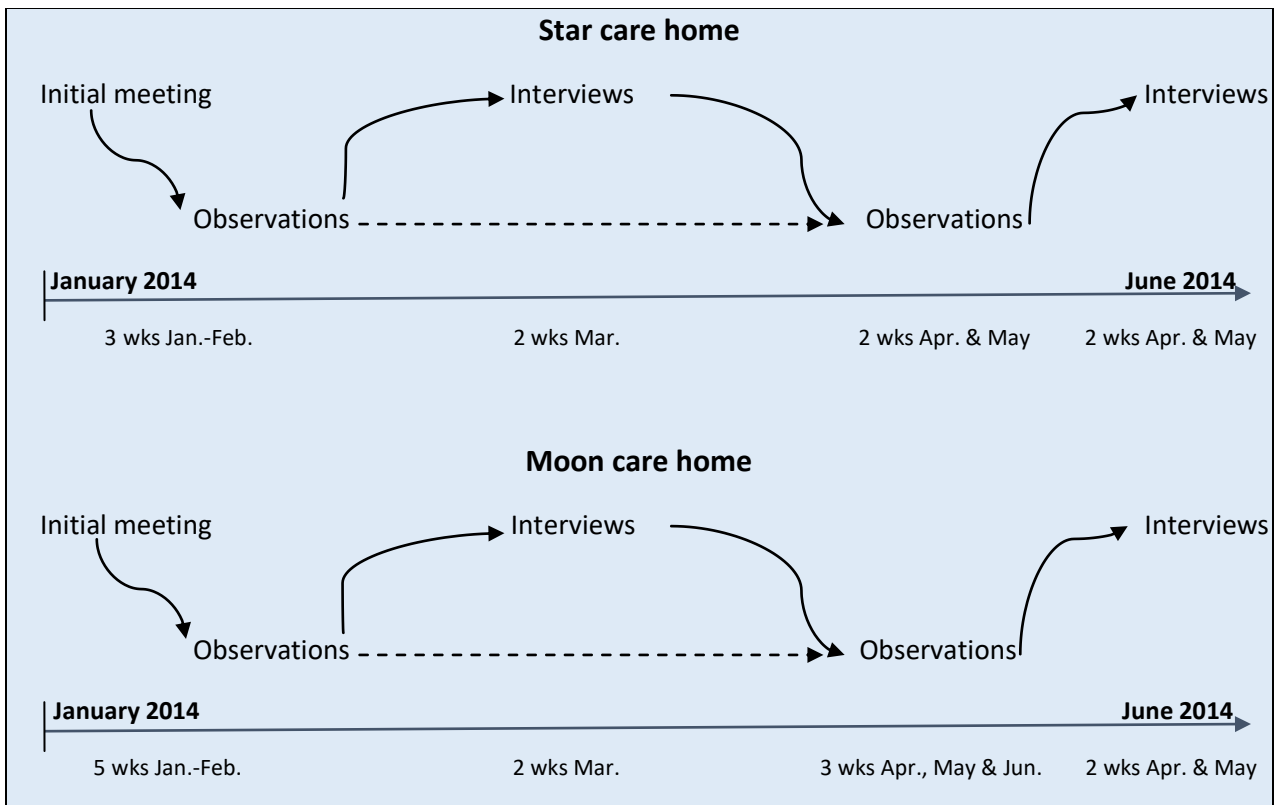 Star care home
Initial meeting
Interviews
Interviews
Observations
Observations
January 2014
June 2014
3 wks Jan.-Feb.
2 wks Mar.
2 wks Apr. & May
2 wks Apr. & May
Moon care home
Initial meeting
Interviews
Interviews
Observations
Observations
January 2014
June 2014
5 wks Jan.-Feb.
2 wks Mar.
3 wks Apr., May & Jun.
2 wks Apr. & May